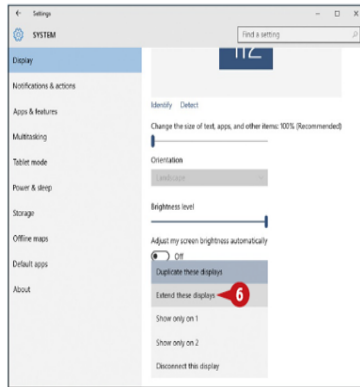 Settings
SYSTEM
Find a setting
Display
Notifications & actions
Apps & features
Multitasking
Tablet mode
Power & sleep
Storage
Offline maps
Default apps
About
1|2
Identify Detect
Change the size of text, apps, and other items: 100% (Recommended)
Orientation
Landscape
Brightness level
Adjust my screen brightness automatically
Off
Duplicate these displays
Extend these displays 6
Show only on 1
Show only on 2
Disconnect this display